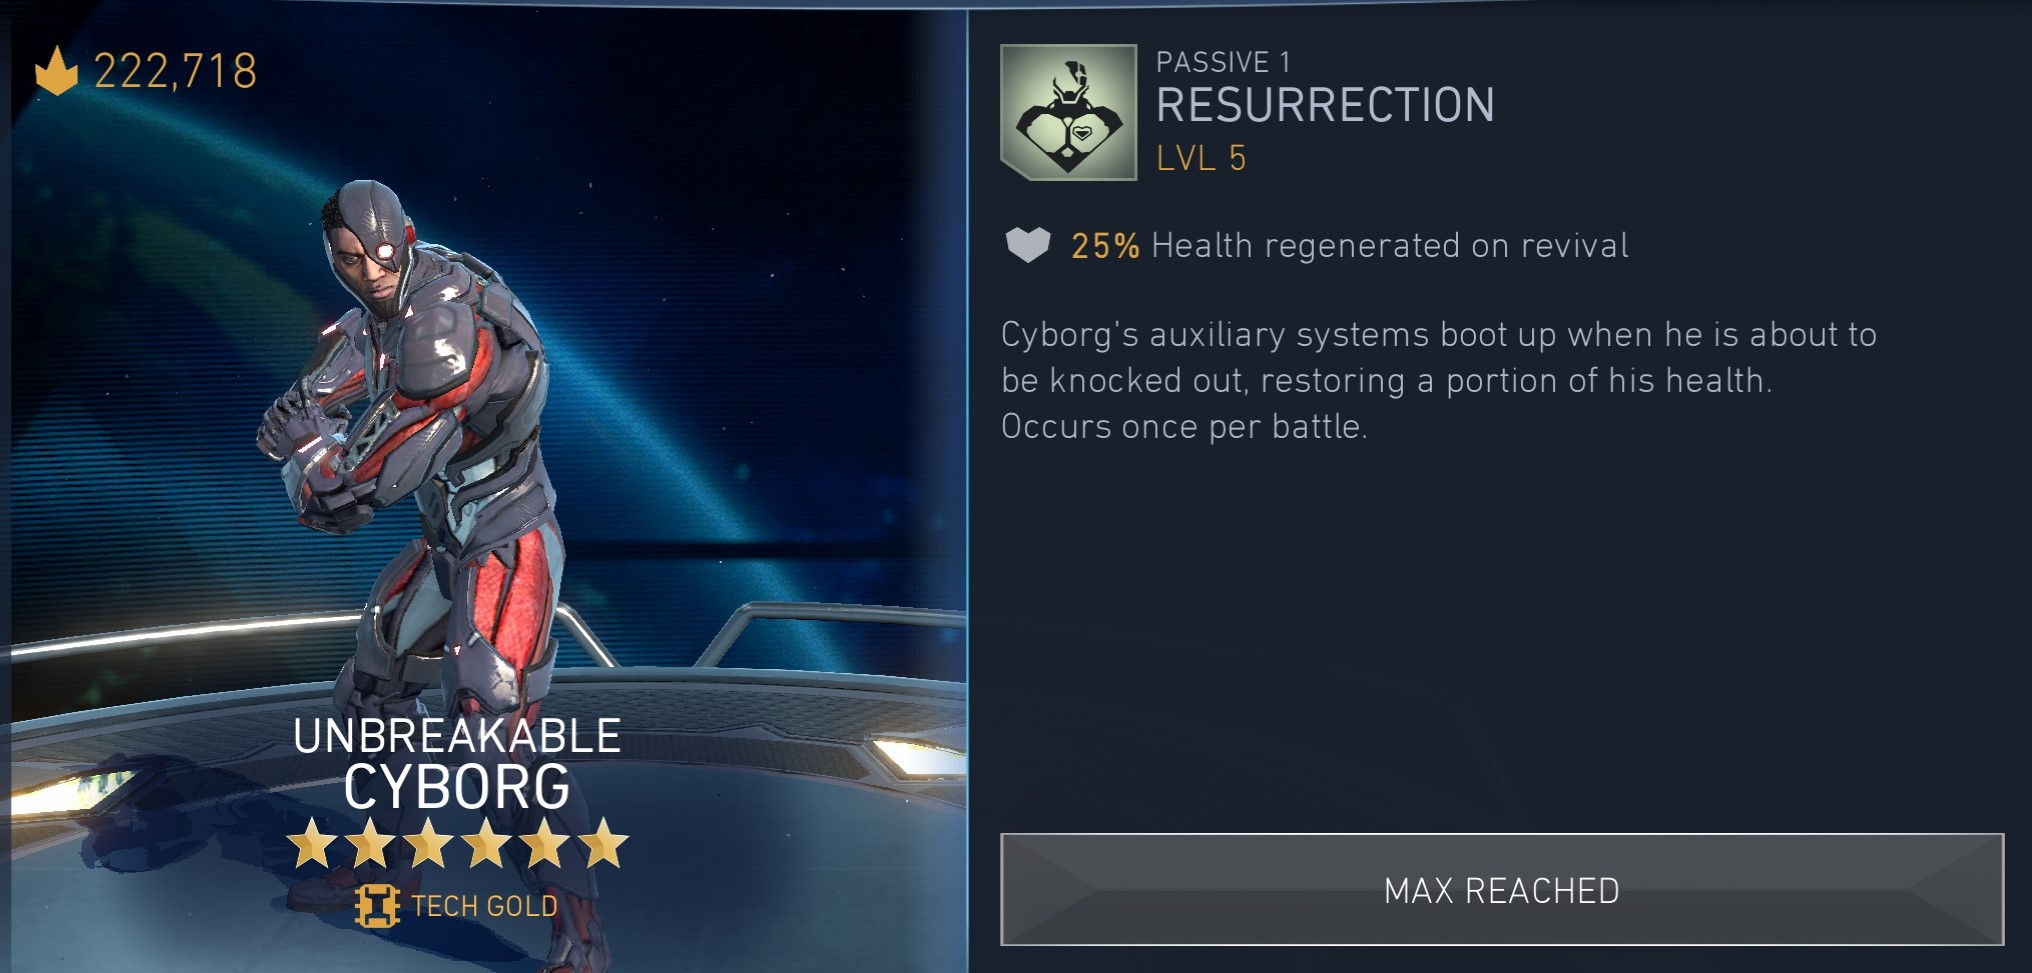 222,718
UNBREAKABLE
CYBORG
TECH GOLD
PASSIVE 1
RESURRECTION
LVL 5
25% Health regenerated on revival
Cyborg's auxiliary systems boot up when he is about to
be knocked out, restoring a portion of his health.
Occurs once per battle.
MAX REACHED